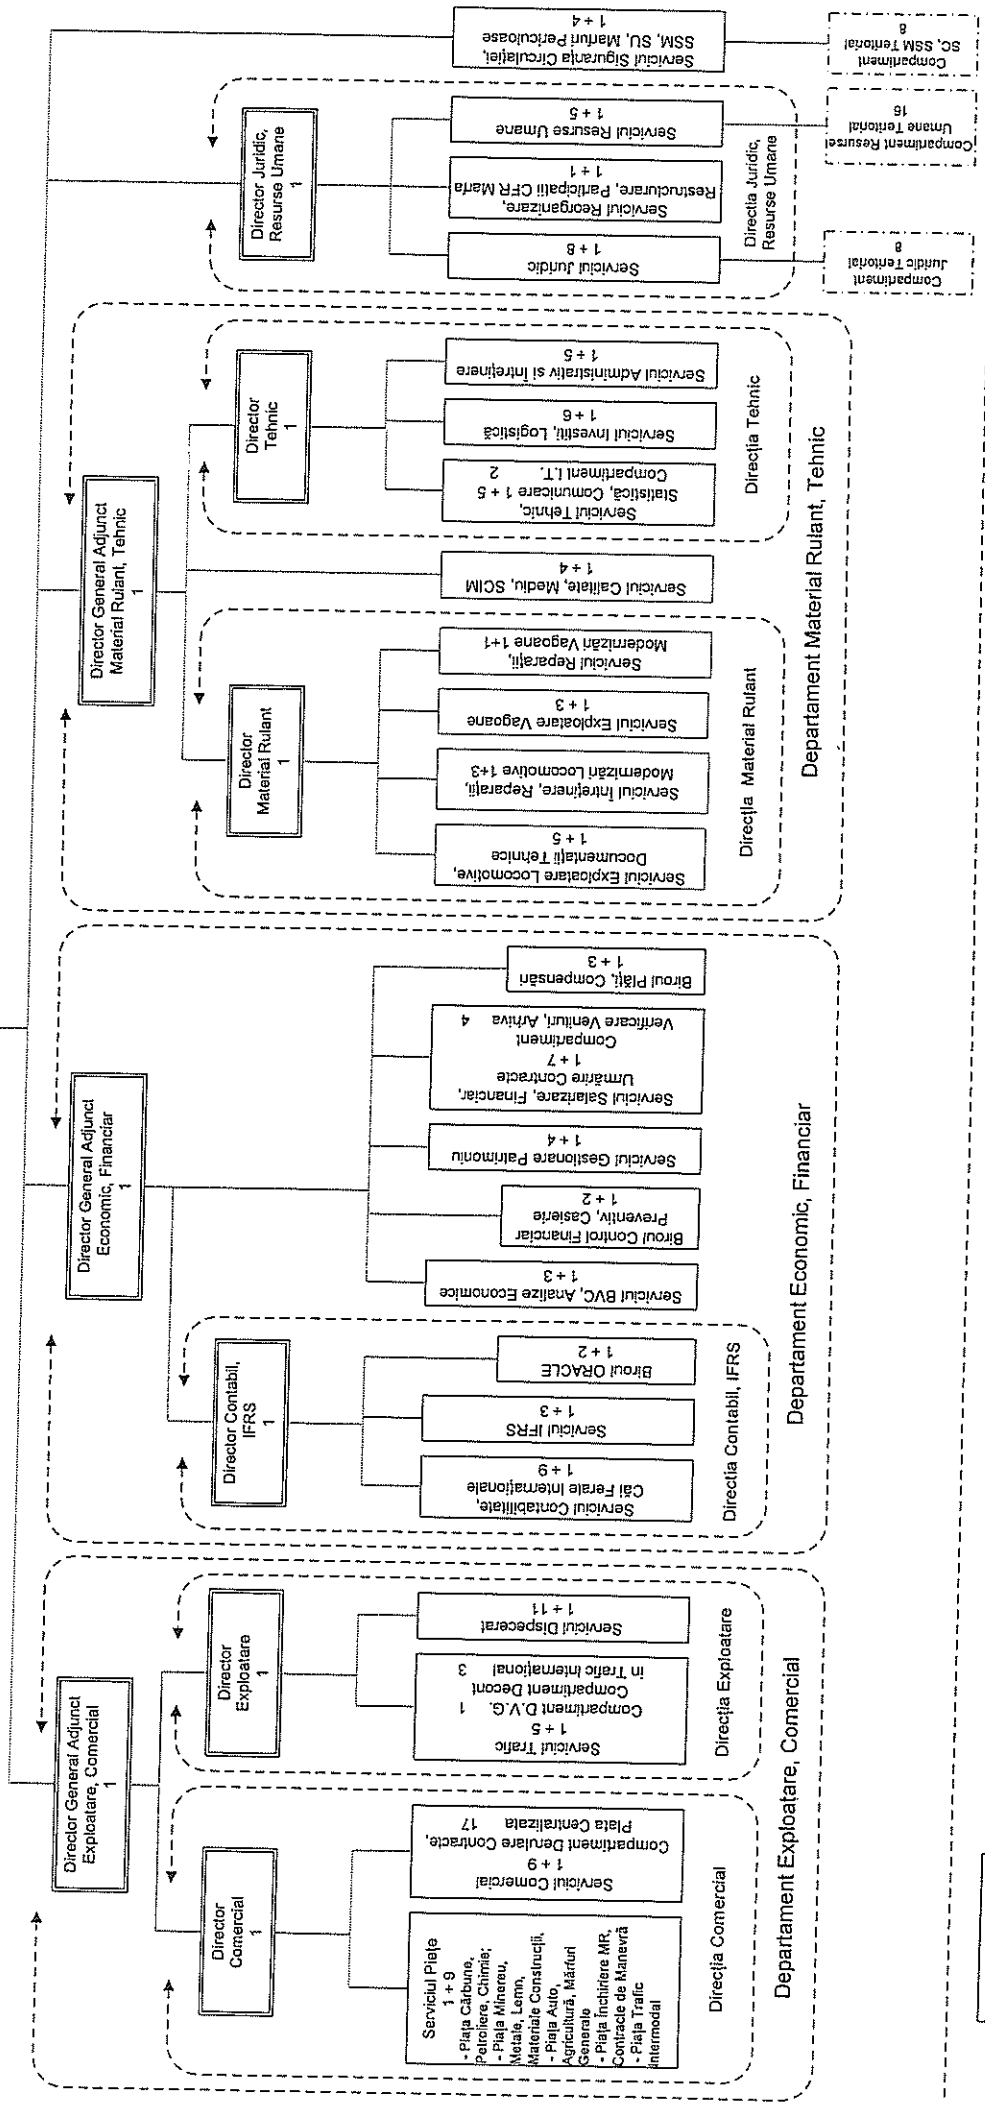 Director General Adjunct
Exploatare, Comercial
1
Director
Comercial
1
Serviciul Piețe
1 + 9
- Piața Cărbune,
Petroliere, Chimie;
- Piața Minereu,
Metale, Lemn,
Materiale Construcții,
- Piața Auto,
Agricultură, Mărfuri
Generale
- Piața Închiriere MR,
Contracte de Manevră
- Piața Trafic
Intermodal
Serviciul Comercial
1 + 9
Compartiment Derulare Contracte,
Plata Centralizata 17
Direcția Comercial
Director
Exploatare
1
Serviciul Trafic
1 + 5
Compartiment D.V.G. 1
Compartiment Decont
in Trafic Internațional 3
Serviciul Dispecerat
1 + 11
Direcția Exploatare
Departament Exploatare, Comercial
Director General Adjunct
Economic, Financiar
1
Director Contabil,
IFRS
1
Serviciul Contabilitate,
Căi Ferate Internaționale
1 + 9
Serviciul IFRS
1 + 3
Biroul ORACLE
1 + 2
Directia Contabil, IFRS
Serviciul BVC, Analize Economice
1 + 3
Biroul Control Financiar
Preventiv, Casierie
1 + 2
Serviciul Gestionare Patrimoniu
1 + 4
Serviciul Salarizare, Financiar,
Urmărire Contracte
1 + 7
Compartiment
Verificare Venituri, Arhiva 4
Biroul Plăți, Compensări
1 + 3
Departament Economic, Financiar
Director General Adjunct
Material Rulant, Tehnic
1
Director
Material Rulant
1
Serviciul Exploatare Locomotive,
Documentații Tehnice
1 + 5
Serviciul Întreținere, Reparații,
Modernizări Locomotive 1+3
Serviciul Exploatare Vagoane
1 + 3
Serviciul Reparații,
Modernizări Vagoane 1+1
Direcția Material Rulant
Serviciul Calitate, Mediu, SCIM
1 + 4
Director
Tehnic
1
Serviciul Tehnic,
Statistică, Comunicare 1 + 5
Compartiment I.T. 2
Serviciul Investiti, Logistică
1 + 6
Serviciul Administrativ si Întreținere
1 + 5
Direcția Tehnic
Departament Material Rulant, Tehnic
Director Juridic,
Resurse Umane
1
Serviciul Juridic
1 + 8
Serviciul Reorganizare,
Restructurare, Participatii CFR Marfa
1 + 1
Serviciul Resurse Umane
1 + 5
Directia Juridic,
Resurse Umane
Compartiment
Juridic Teritorial
8
Compartiment Resurse
Umane Teritorial
16
Serviciul Siguranța Circulației,
SSM, SU, Marfuri Periculoase
1 + 4
Compartiment
SC, SSM Teritorial
8